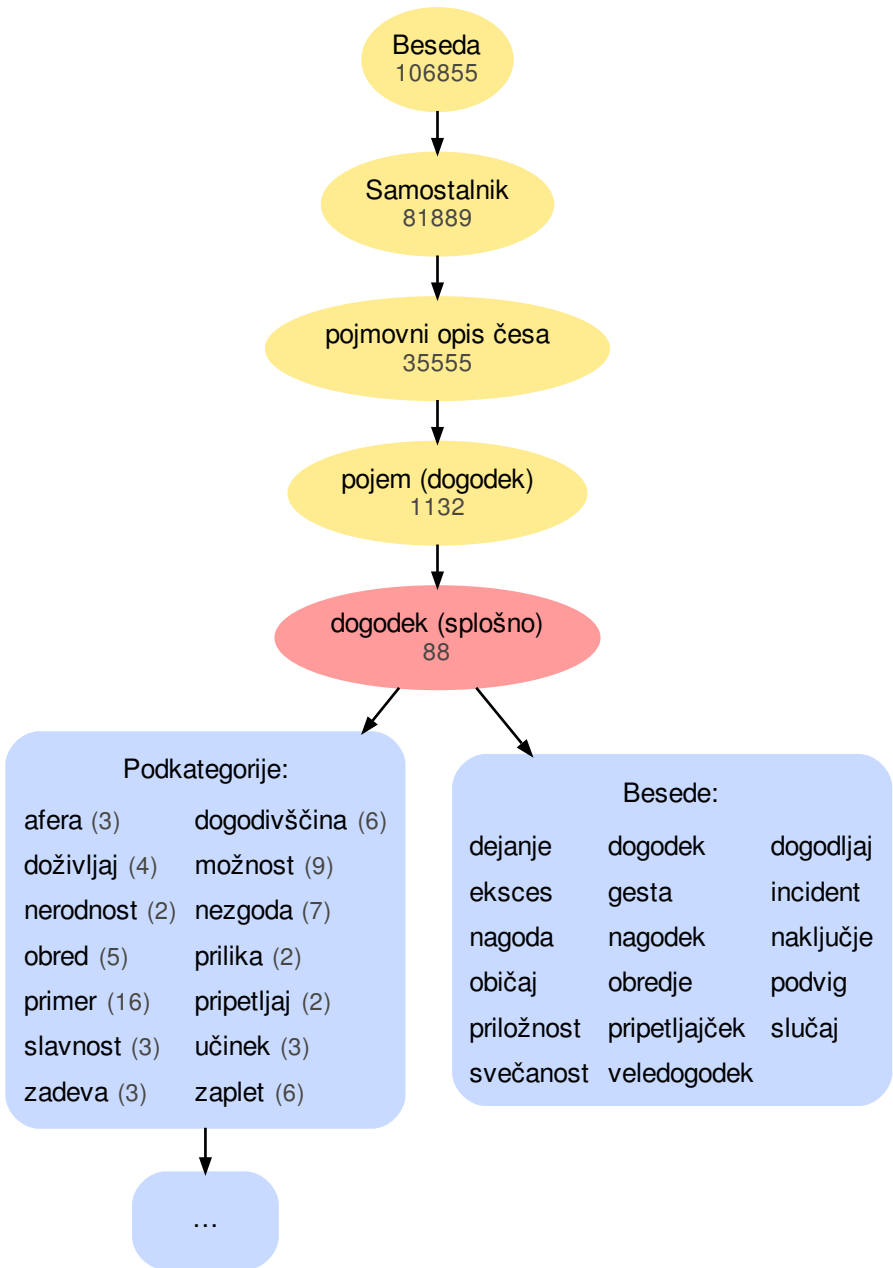 Beseda
106855
Samostalnik
81889
pojmovni opis česa
35555
pojem (dogodek)
1132
dogodek (splošno)
88
Podkategorije:
afera (3) dogodivščina (6)
doživljaj (4) možnost (9)
nerodnost (2) nezgoda (7)
obred (5) prilika (2)
primer (16) pripetljaj (2)
slavnost (3) učinek (3)
zadeva (3) zaplet (6)
Besede:
dejanje dogodek dogodljaj
eksces gesta incident
nagoda nagodek naključje
običaj obredje podvig
priložnost pripetljajček slučaj
svečanost veledogodek
...